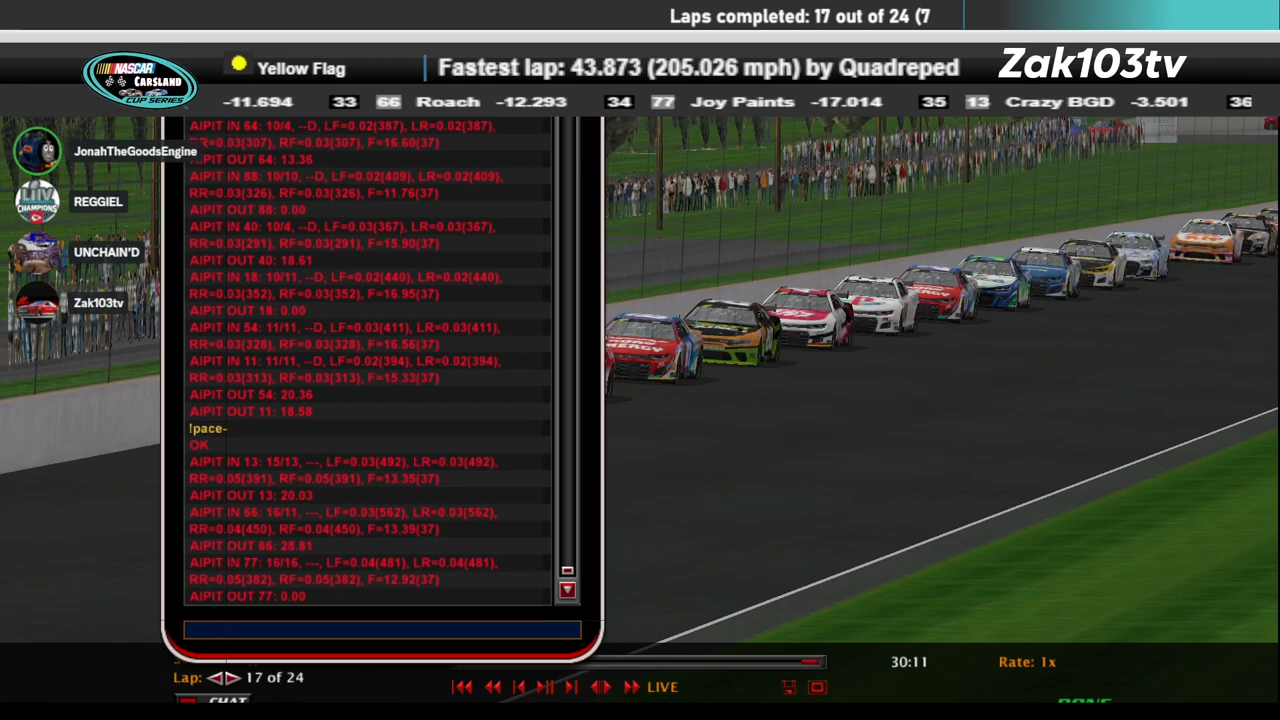 Laps completed: 17 out of 24 (7
NASCAR
CARSLAND
CUP SERIES
Yellow Flag
Fastest lap: 43.873 (205.026 mph) by Quadreped
Zak103tv
-11.694 33 66 Roach -12.293 34 77 Joy Paints -17.014 35 13 Crazy BGD -3.501 36
JonahTheGoodsEngine
REGGIEL
UNCHAIN'D
Zak103tv
AIPIT IN 64: 10/4, --D, LF=0.02(387), LR=0.02(387),
RR=0.03(307), RF=0.03(307), F=16.60(37)
AIPIT OUT 64: 13.36
AIPIT IN 88: 10/10, --D, LF=0.02(409), LR=0.02(409),
RR=0.03(326), RF=0.03(326), F=11.76(37)
AIPIT OUT 88: 0.00
AIPIT IN 40: 10/4, --D, LF=0.03(367), LR=0.03(367),
RR=0.03(291), RF=0.03(291), F=15.90(37)
AIPIT OUT 40: 18.61
AIPIT IN 18: 10/11, --D, LF=0.02(440), LR=0.02(440),
RR=0.03(352), RF=0.03(352), F=16.95(37)
AIPIT OUT 18: 0.00
AIPIT IN 54: 11/11, --D, LF=0.03(411), LR=0.03(411),
RR=0.03(328), RF=0.03(328), F=16.56(37)
AIPIT IN 11: 11/11, --D, LF=0.02(394), LR=0.02(394),
RR=0.03(313), RF=0.03(313), F=15.33(37)
AIPIT OUT 54: 20.36
AIPIT OUT 11: 18.58
!pace-
OK
AIPIT IN 13: 15/13, ---, LF=0.03(492), LR=0.03(492),
RR=0.05(391), RF=0.05(391), F=13.35(37)
AIPIT OUT 13: 20.03
AIPIT IN 66: 16/11, ---, LF=0.03(562), LR=0.03(562),
RR=0.04(450), RF=0.04(450), F=13.39(37)
AIPIT OUT 66: 28.81
AIPIT IN 77: 16/16, ---, LF=0.04(481), LR=0.04(481),
RR=0.05(382), RF=0.05(382), F=12.92(37)
AIPIT OUT 77: 0.00
30:11
Rate: 1x
Lap: 17 of 24
LIVE
CHAT